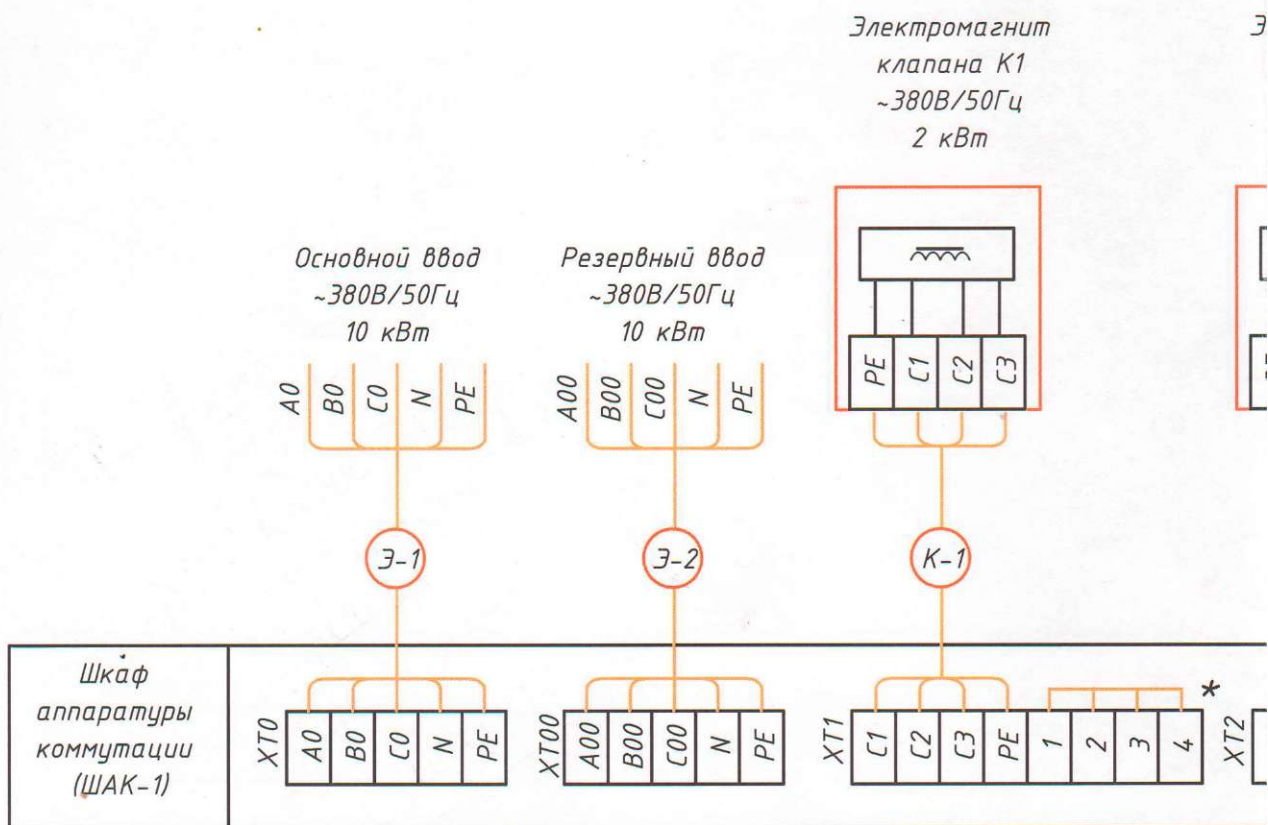 Электромагнит
клапана К1
~380В/50Гц
2 кВт
Э
Основной ввод
~380В/50Гц
10 кВт
Резервный ввод
~380В/50Гц
10 кВт
A0 B0 C0 N PE
A00 B00 C00 N PE
PE C1 C2 C3
Э-1
Э-2
К-1
Шкаф
аппаратуры
коммутации
(ШАК-1)
XT0 A0 B0 C0 N PE
XT00 A00 B00 C00 N PE
XT1 C1 C2 C3 PE 1 2 3 4 *
XT2